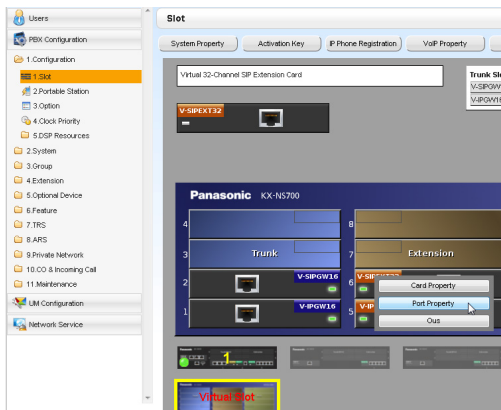 Users
PBX Configuration
1.Configuration
1.Slot
2.Portable Station
3.Option
4.Clock Priority
5.DSP Resources
2.System
3.Group
4.Extension
5.Optional Device
6.Feature
7.TRS
8.ARS
9.Private Network
10.CO & Incoming Call
11.Maintenance
UM Configuration
Network Service
Slot
System Property
Activation Key
IP Phone Registration
VoIP Property
Virtual 32-Channel SIP Extension Card
Trunk Slo
V-SIPGW
V-IPGW16
V-SIPEXT32
Panasonic KX-NS700
4
8
3 Trunk
7 Extension
2 V-SIPGW16
6 V-SIPEXT32
Card Property
Port Property
Ous
1 V-IPGW16
5 V-IP
1
Virtual Slot